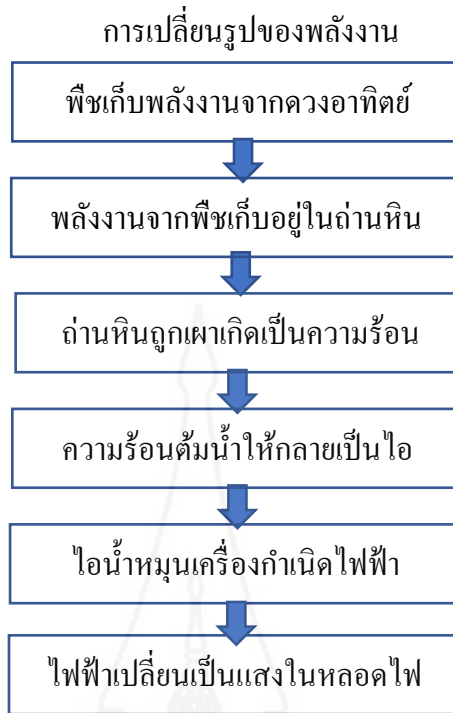 การเปลี่ยนรูปของพลังงาน
พืชเก็บพลังงานจากดวงอาทิตย์
พลังงานจากพืชเก็บอยู่ในถ่านหิน
ถ่านหินถูกเผาเกิดเป็นความร้อน
ความร้อนต้มน้ำให้กลายเป็นไอ
ไอน้ำหมุนเครื่องกำเนิดไฟฟ้า
ไฟฟ้าเปลี่ยนเป็นแสงในหลอดไฟ